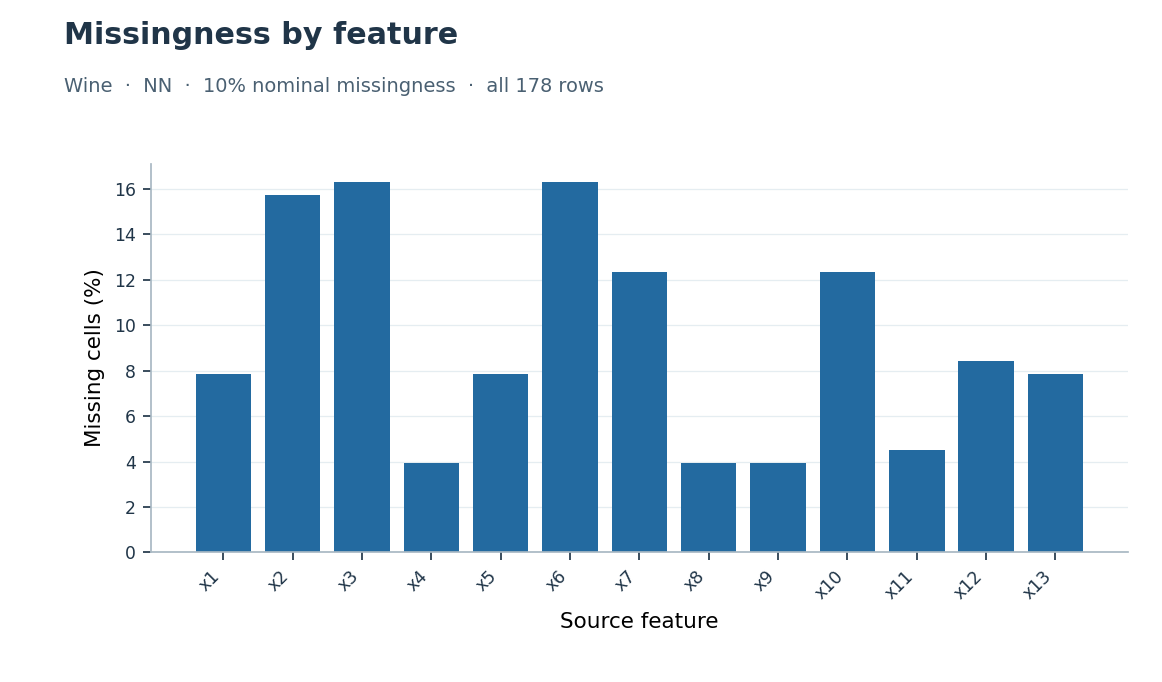 Missingness by feature
Wine · NN · 10% nominal missingness · all 178 rows
Missing cells (%)
16
14
12
10
8
6
4
2
0
x1 x2 x3 x4 x5 x6 x7 x8 x9 x10 x11 x12 x13
Source feature